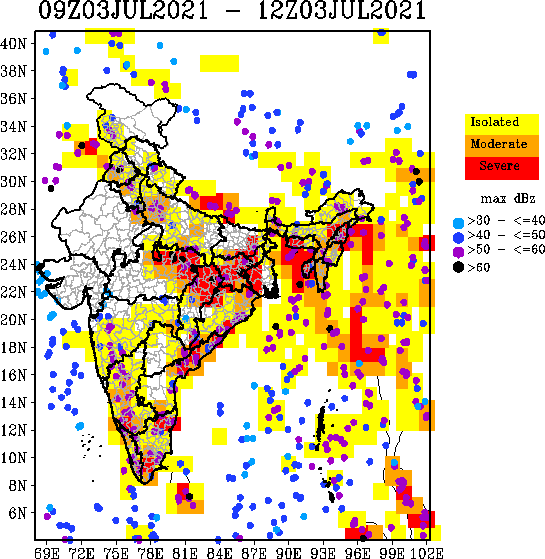 09Z03JUL2021 - 12Z03JUL2021
40N
38N
36N
34N
32N
30N
28N
26N
24N
22N
20N
18N
16N
14N
12N
10N
8N
6N
69E 72E 75E 78E 81E 84E 87E 90E 93E 96E 99E 102E
Isolated
Moderate
Severe
max dBz
>30 - <=40
>40 - <=50
>50 - <=60
>60